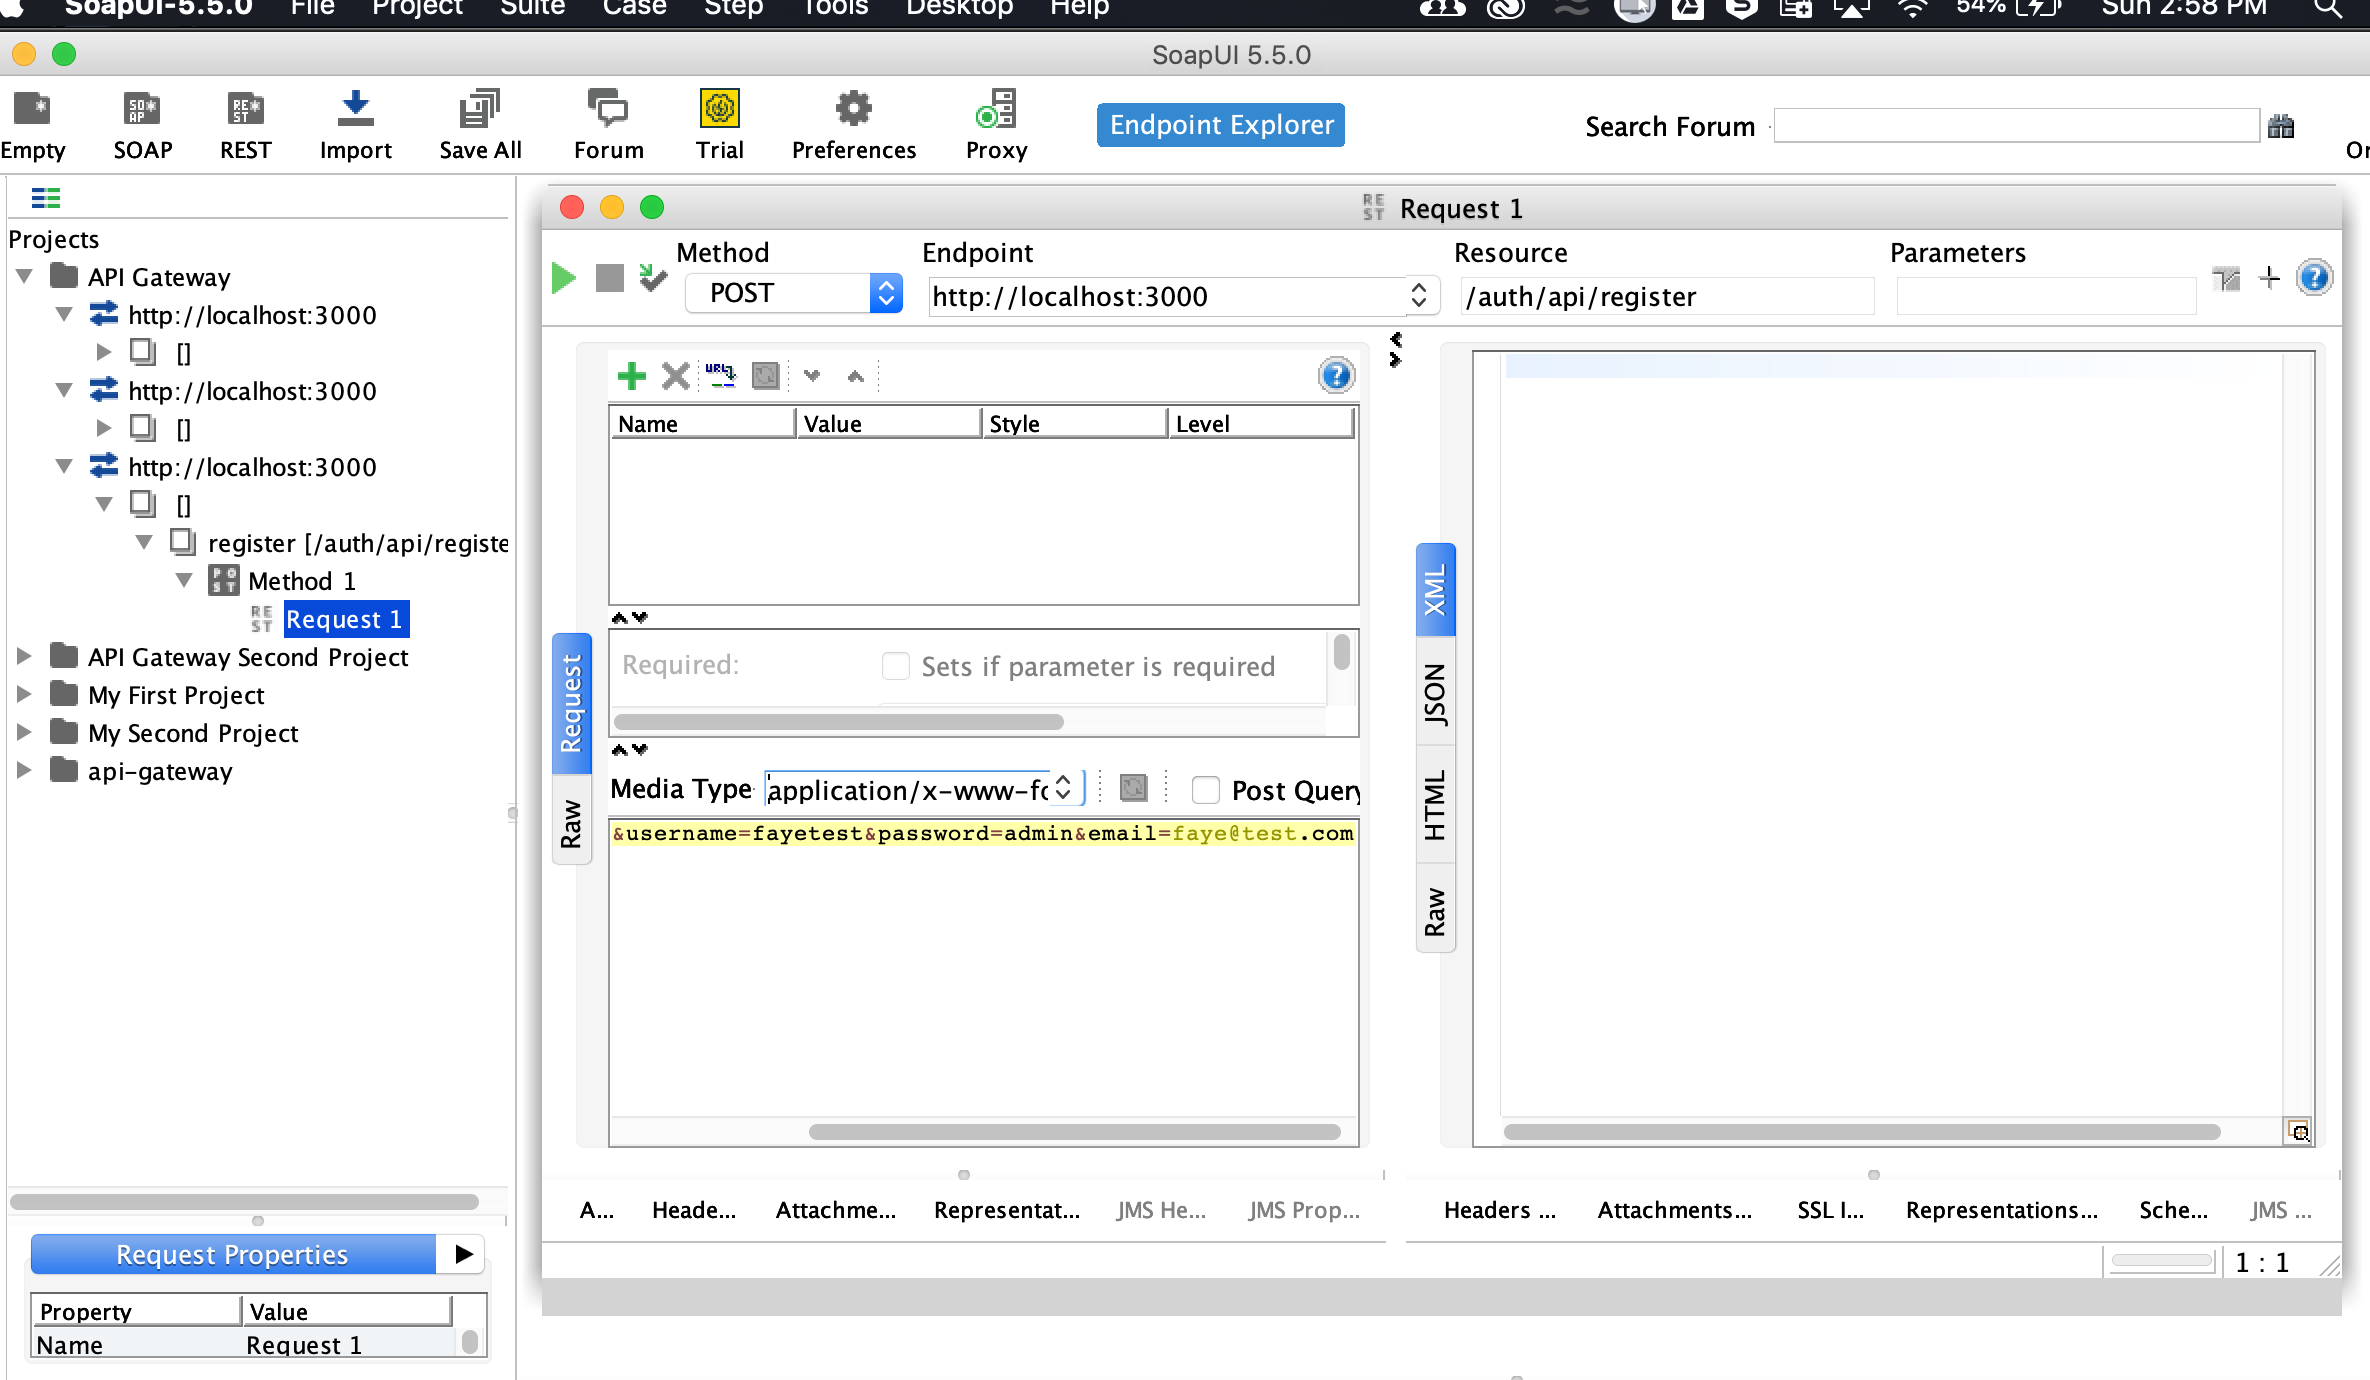 SoapUI-5.5.0 File Project Suite Case Step Tools Desktop Help 54% Sun 2:58 PM
SoapUI 5.5.0
Empty SOAP REST Import Save All Forum Trial Preferences Proxy Endpoint Explorer Search Forum
Projects
API Gateway
http://localhost:3000
[]
http://localhost:3000
[]
http://localhost:3000
[]
register [/auth/api/registe
Method 1
REST Request 1
API Gateway Second Project
My First Project
My Second Project
api-gateway
Request Properties
Property Value
Name Request 1
REST Request 1
Method Endpoint Resource Parameters
POST http://localhost:3000 /auth/api/register
URL
Name Value Style Level
Required: Sets if parameter is required
Request
Raw
Media Type application/x-www-fo Post Query
&username=fayetest&password=admin&email=faye@test.com
A... Heade... Attachme... Representat... JMS He... JMS Prop...
XML
JSON
HTML
Raw
Headers ... Attachments... SSL I... Representations... Sche... JMS ...
1 : 1